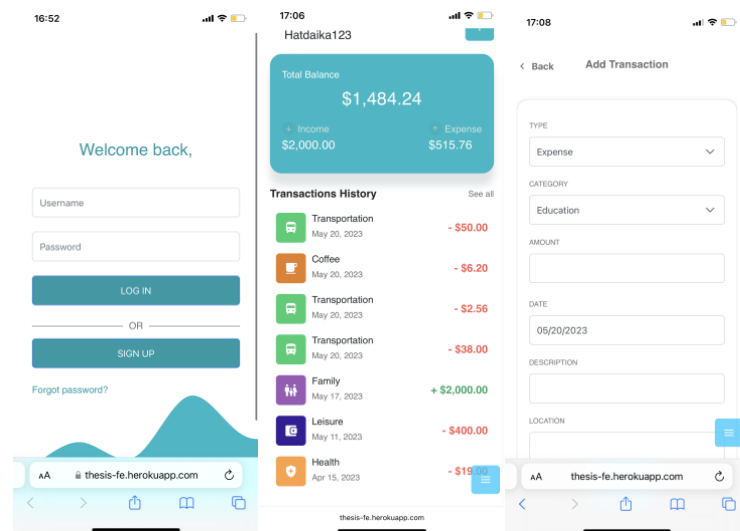 16:52
Welcome back,
Username
Password
LOG IN
OR
SIGN UP
Forgot password?
AA thesis-fe.herokuapp.com
17:06
Hatdaika123
Total Balance
$1,484.24
Income
Expense
$2,000.00
$515.76
Transactions History
See all
Transportation
May 20, 2023
- $50.00
Coffee
May 20, 2023
- $6.20
Transportation
May 20, 2023
- $2.56
Transportation
May 20, 2023
- $38.00
Family
May 17, 2023
+ $2,000.00
Leisure
May 11, 2023
- $400.00
Health
Apr 15, 2023
- $19
thesis-fe.herokuapp.com
17:08
Back
Add Transaction
TYPE
Expense
CATEGORY
Education
AMOUNT
DATE
05/20/2023
DESCRIPTION
LOCATION
AA thesis-fe.herokuapp.com